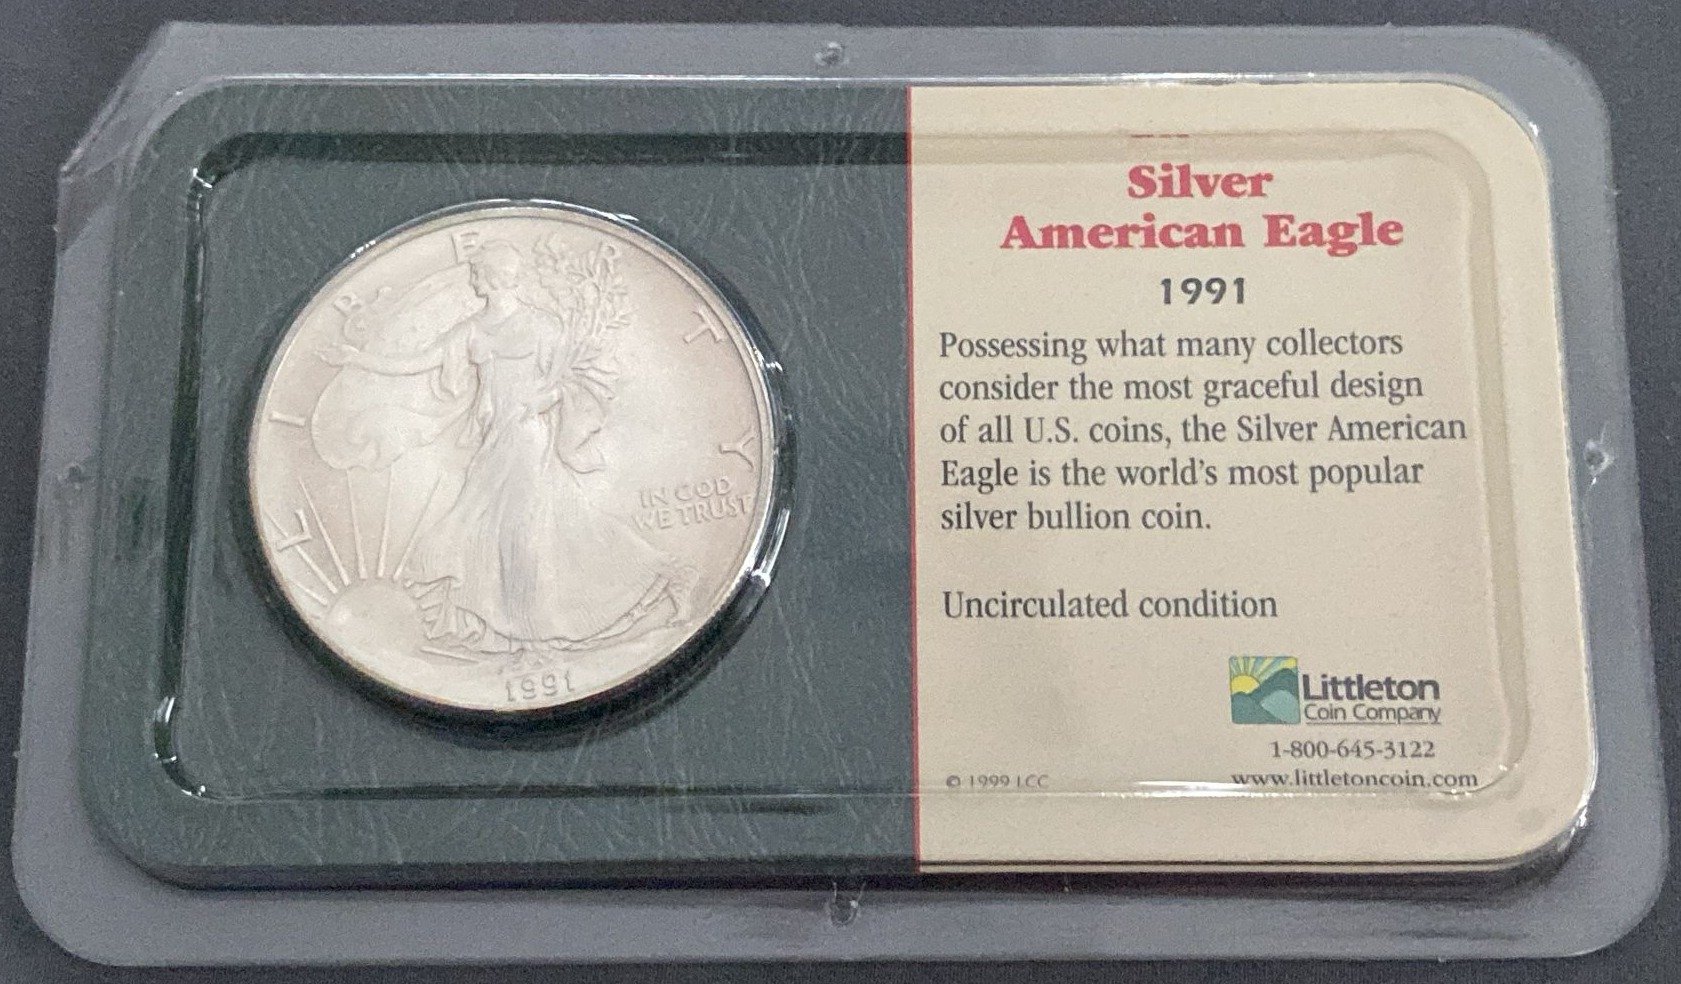 LIBERTY
IN GOD
WE TRUST
1991
Silver
American Eagle
1991
Possessing what many collectors
consider the most graceful design
of all U.S. coins, the Silver American
Eagle is the world's most popular
silver bullion coin.
Uncirculated condition
Littleton
Coin Company
1-800-645-3122
© 1999 LCC
www.littletoncoin.com